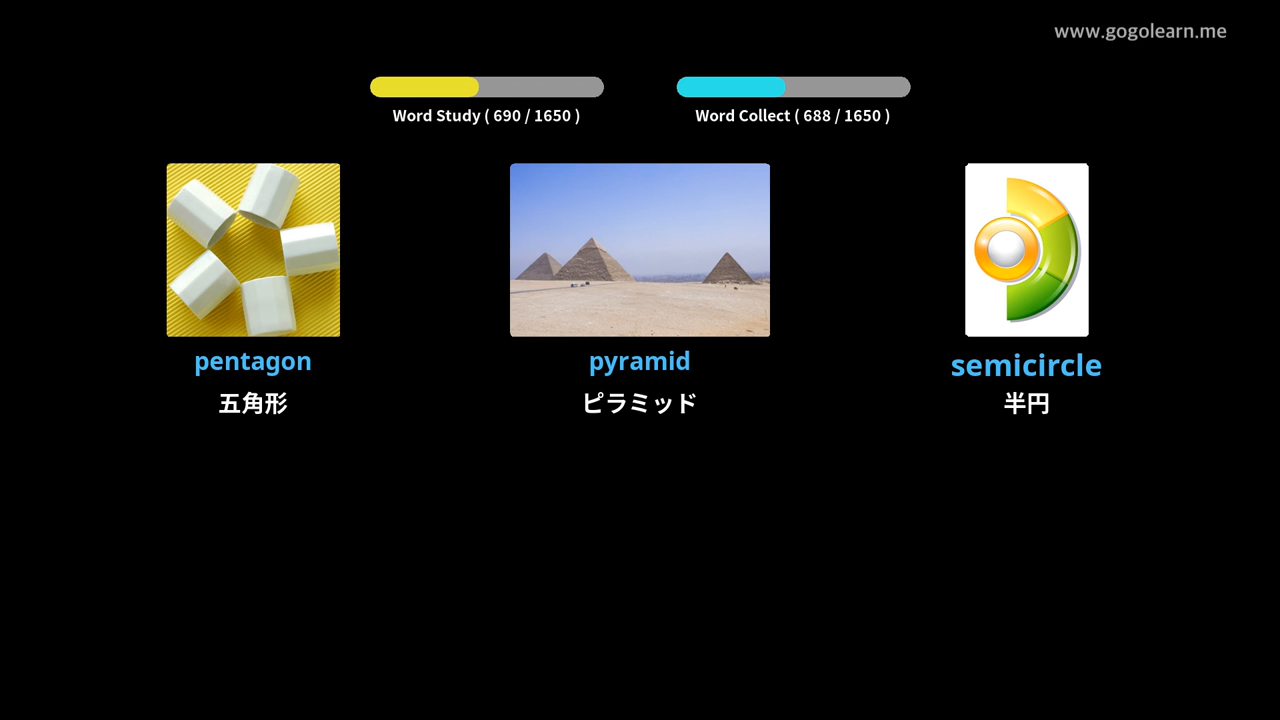 www.gogolearn.me
Word Study ( 690 / 1650 )
Word Collect ( 688 / 1650 )
pentagon
五角形
pyramid
ピラミッド
semicircle
半円